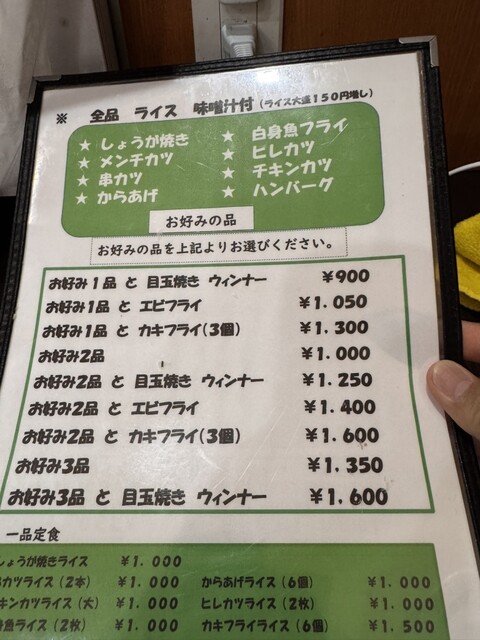 ※ 全品 ライス 味噌汁付(ライス大盛150円増し)
★ しょうが焼き ★ 白身魚フライ
★ メンチカツ ★ ヒレカツ
★ 串カツ ★ チキンカツ
★ からあげ ★ ハンバーグ
お好みの品
お好みの品を上記よりお選びください。
お好み1品 と 目玉焼き ウィンナー ¥900
お好み1品 と エビフライ ¥1.050
お好み1品 と カキフライ(3個) ¥1.300
お好み2品 ¥1.000
お好み2品 と 目玉焼き ウィンナー ¥1.250
お好み2品 と エビフライ ¥1.400
お好み2品 と カキフライ(3個) ¥1.600
お好み3品 ¥1.350
お好み3品 と 目玉焼き ウィンナー ¥1.600
一品定食
しょうが焼きライス ¥1.000
カツライス(2本) ¥1.000 からあげライス(6個) ¥1.000
キンカツライス(大) ¥1.000 ヒレカツライス(2枚) ¥1.000
魚フライライス(2枚) ¥1.000 カキフライライス(6個) ¥1.500